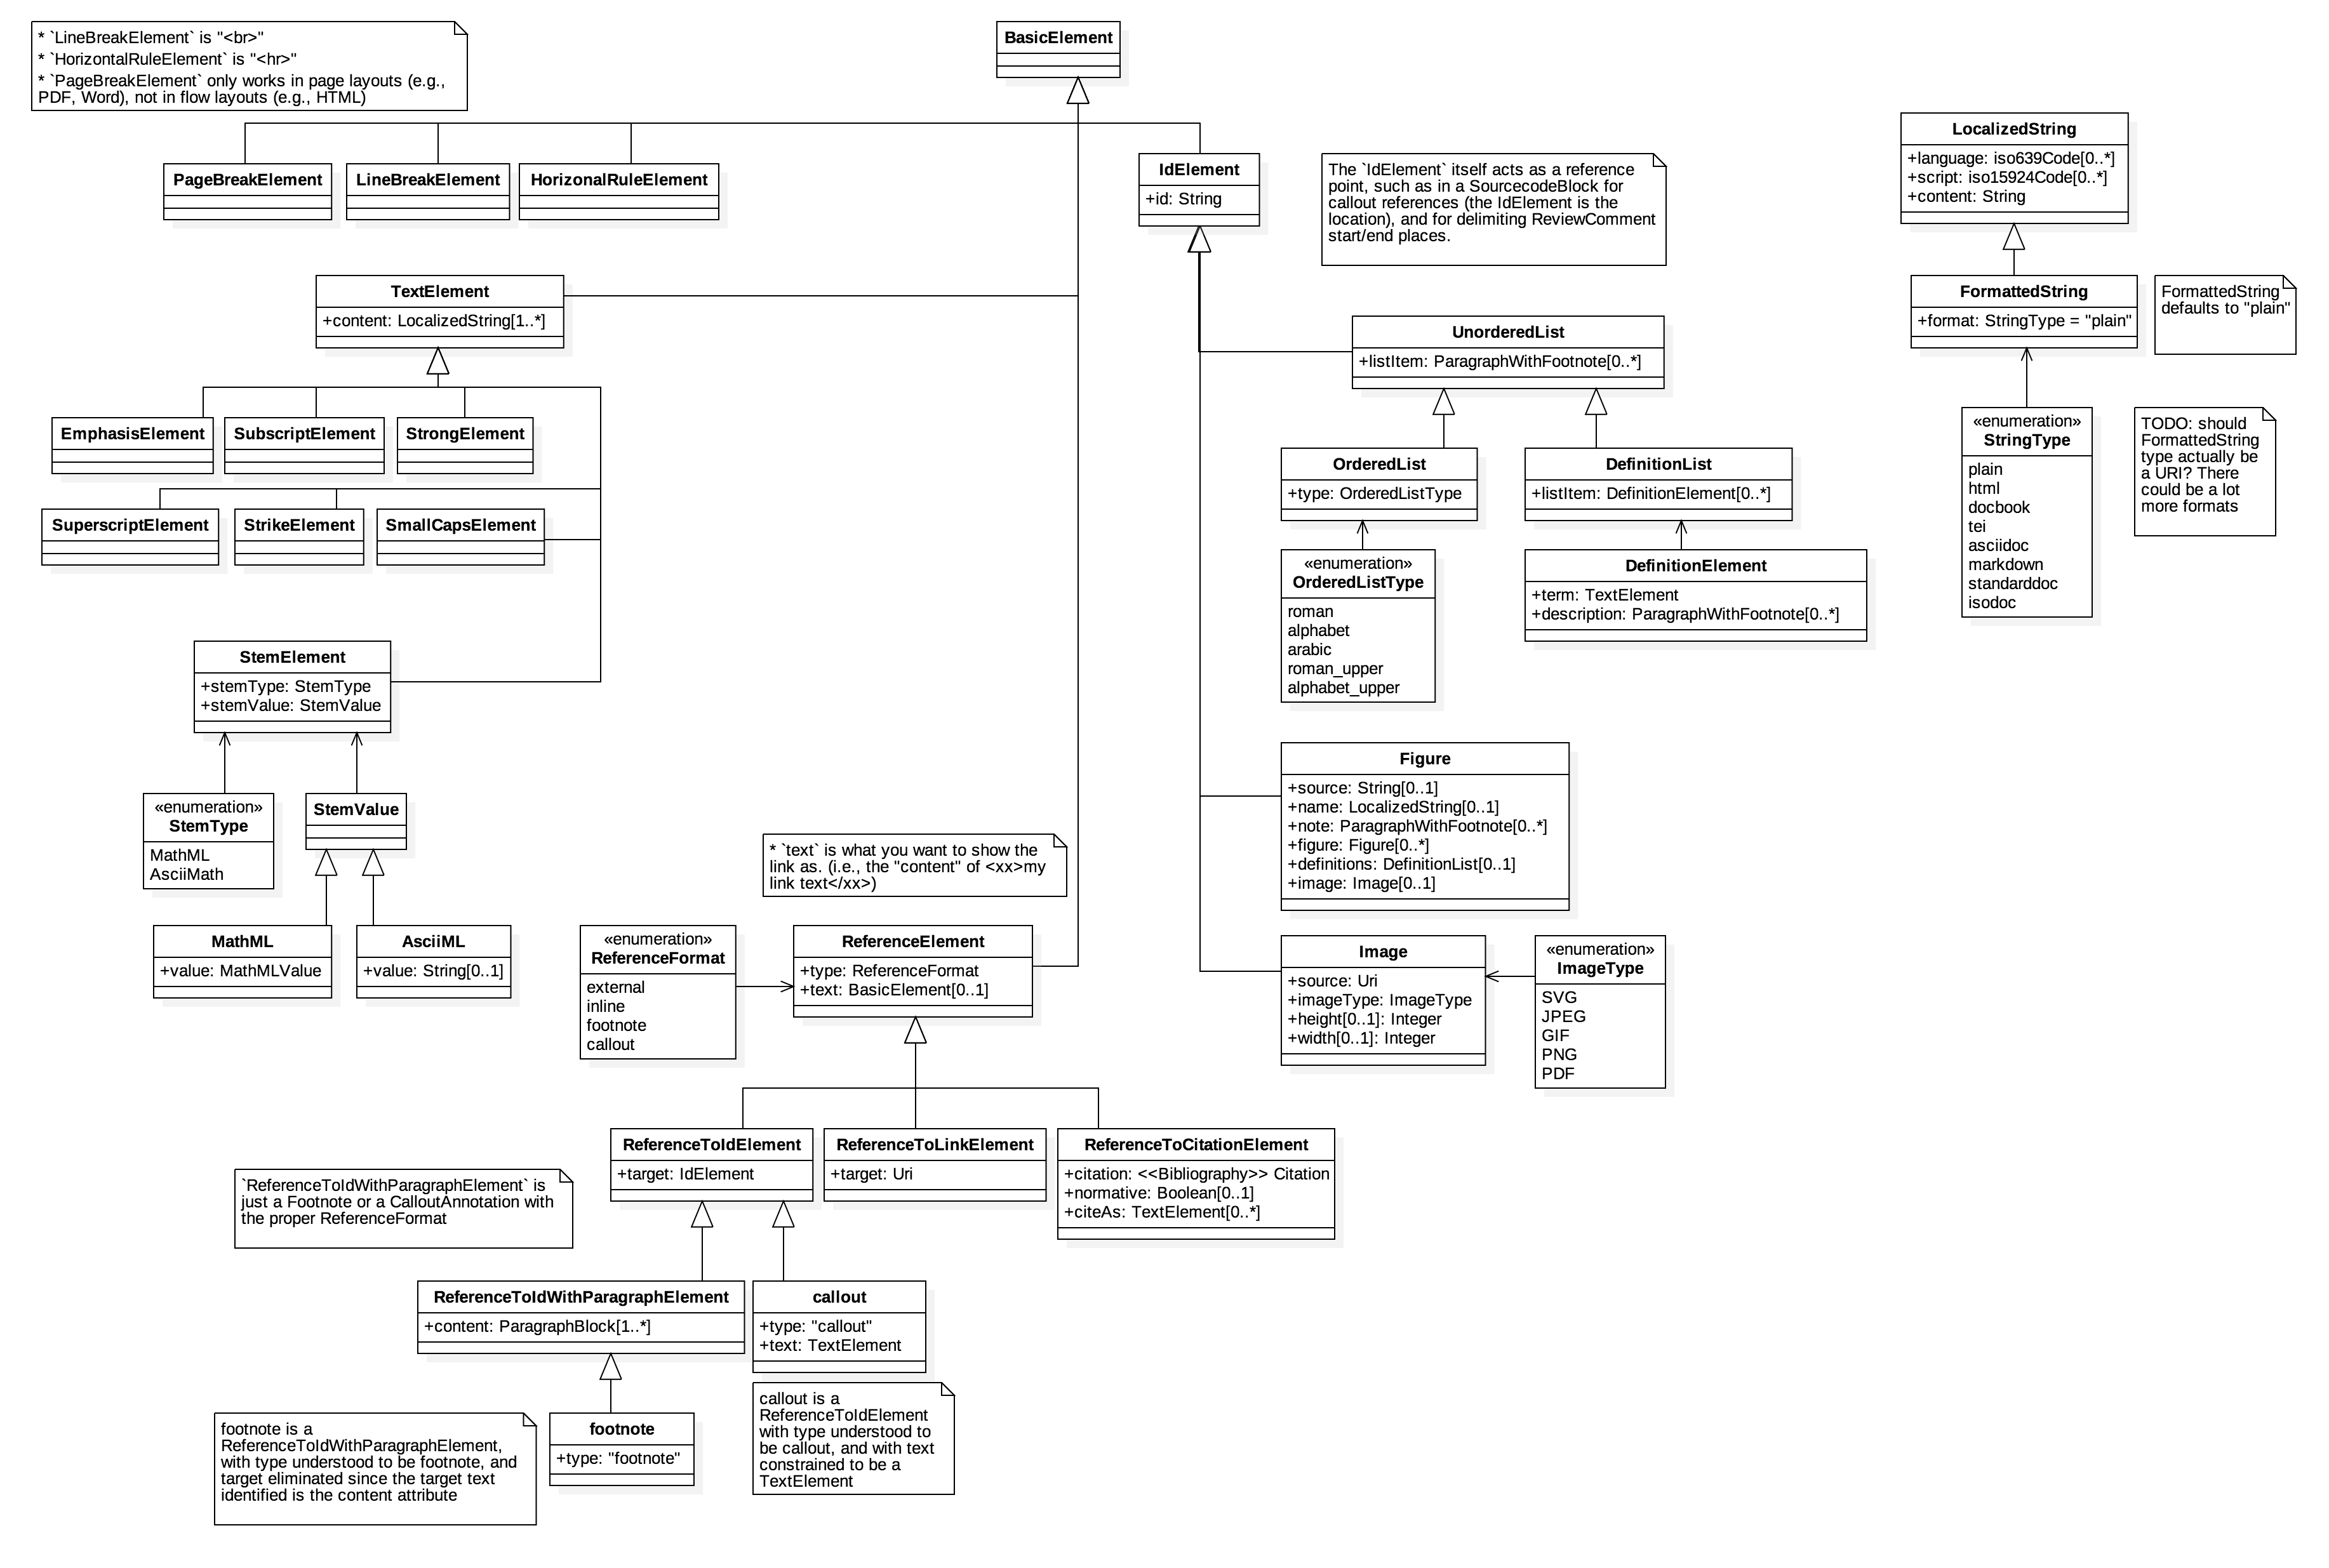 * `LineBreakElement` is "<br>"
* `HorizontalRuleElement` is "<hr>"
* `PageBreakElement` only works in page layouts (e.g.,
PDF, Word), not in flow layouts (e.g., HTML)
BasicElement
PageBreakElement
LineBreakElement
HorizonalRuleElement
IdElement
+id: String
The `IdElement` itself acts as a reference
point, such as in a SourcecodeBlock for
callout references (the IdElement is the
location), and for delimiting ReviewComment
start/end places.
LocalizedString
+language: iso639Code[0..*]
+script: iso15924Code[0..*]
+content: String
FormattedString
+format: StringType = "plain"
FormattedString
defaults to "plain"
TextElement
+content: LocalizedString[1..*]
UnorderedList
+listItem: ParagraphWithFootnote[0..*]
EmphasisElement
SubscriptElement
StrongElement
SuperscriptElement
StrikeElement
SmallCapsElement
OrderedList
+type: OrderedListType
DefinitionList
+listItem: DefinitionElement[0..*]
«enumeration»
StringType
plain
html
docbook
tei
asciidoc
markdown
standarddoc
isodoc
TODO: should
FormattedString
type actually be
a URI? There
could be a lot
more formats
«enumeration»
OrderedListType
roman
alphabet
arabic
roman_upper
alphabet_upper
DefinitionElement
+term: TextElement
+description: ParagraphWithFootnote[0..*]
StemElement
+stemType: StemType
+stemValue: StemValue
«enumeration»
StemType
MathML
AsciiMath
StemValue
MathML
+value: MathMLValue
AsciiML
+value: String[0..1]
Figure
+source: String[0..1]
+name: LocalizedString[0..1]
+note: ParagraphWithFootnote[0..*]
+figure: Figure[0..*]
+definitions: DefinitionList[0..1]
+image: Image[0..1]
* `text` is what you want to show the
link as. (i.e., the "content" of <xx>my
link text</xx>)
«enumeration»
ReferenceFormat
external
inline
footnote
callout
ReferenceElement
+type: ReferenceFormat
+text: BasicElement[0..1]
Image
+source: Uri
+imageType: ImageType
+height[0..1]: Integer
+width[0..1]: Integer
«enumeration»
ImageType
SVG
JPEG
GIF
PNG
PDF
ReferenceToIdElement
+target: IdElement
ReferenceToLinkElement
+target: Uri
ReferenceToCitationElement
+citation: <<Bibliography>> Citation
+normative: Boolean[0..1]
+citeAs: TextElement[0..*]
`ReferenceToIdWithParagraphElement` is
just a Footnote or a CalloutAnnotation with
the proper ReferenceFormat
ReferenceToIdWithParagraphElement
+content: ParagraphBlock[1..*]
callout
+type: "callout"
+text: TextElement
footnote is a
ReferenceToIdWithParagraphElement,
with type understood to be footnote, and
target eliminated since the target text
identified is the content attribute
footnote
+type: "footnote"
callout is a
ReferenceToIdElement
with type understood to
be callout, and with text
constrained to be a
TextElement